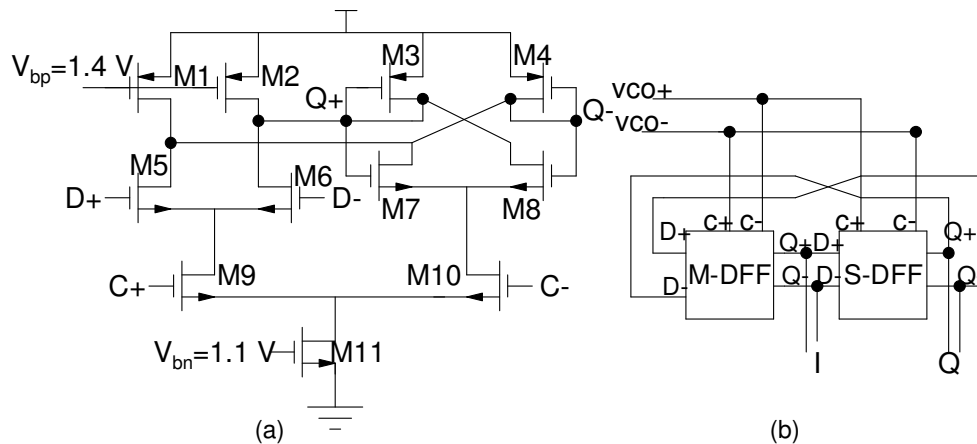 V_bp=1.4 V
M1
M2
M3
M4
Q+
Q-
M5
M6
D+
D-
M7
M8
M9
M10
C+
C-
V_bn=1.1 V
M11
(a)
vco+
vco-
c+
c-
c+
c-
D+
Q+
D+
Q+
M-DFF
S-DFF
D-
Q-
D-
Q
I
Q
(b)